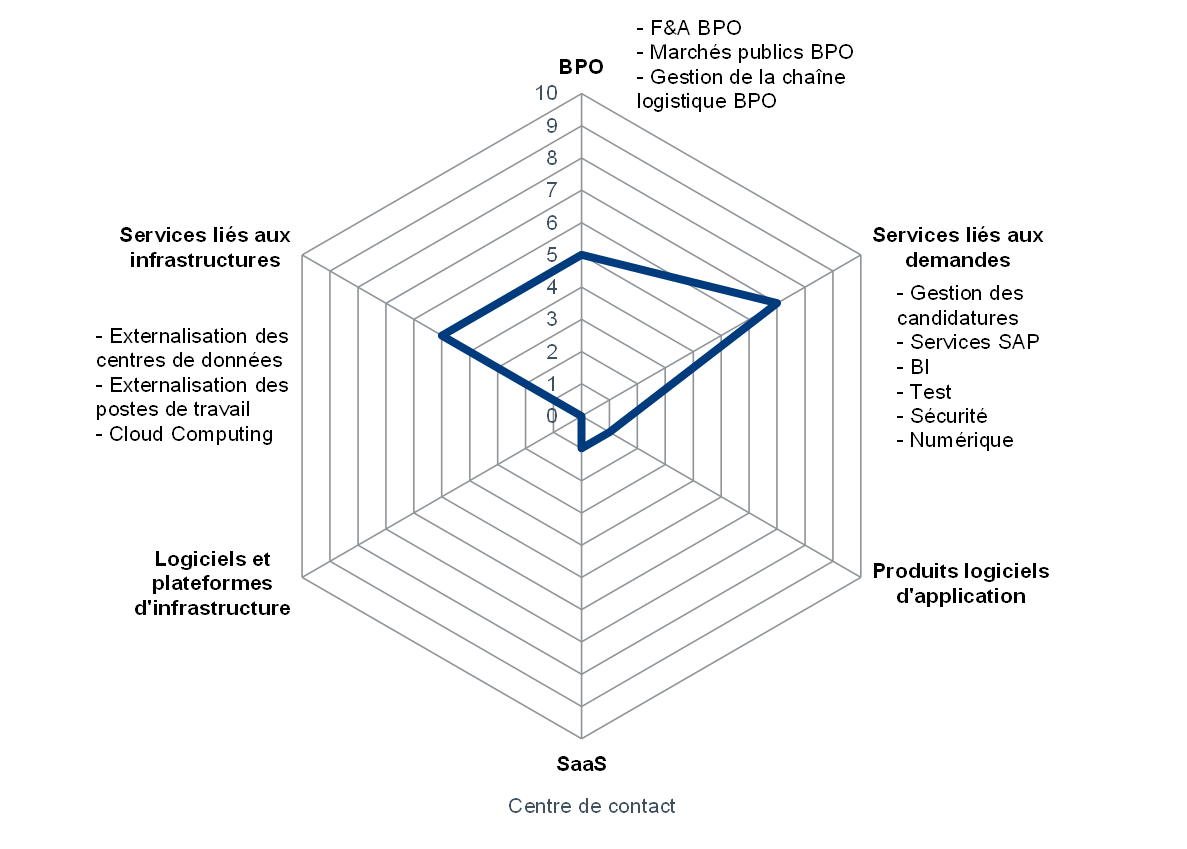 - F&A BPO
- Marchés publics BPO
- Gestion de la chaîne
logistique BPO
BPO
10
9
8
7
6
5
4
3
2
1
0
Services liés aux
infrastructures
- Externalisation des
centres de données
- Externalisation des
postes de travail
- Cloud Computing
Services liés aux
demandes
- Gestion des
candidatures
- Services SAP
- BI
- Test
- Sécurité
- Numérique
Logiciels et
plateformes
d'infrastructure
Produits logiciels
d'application
SaaS
Centre de contact